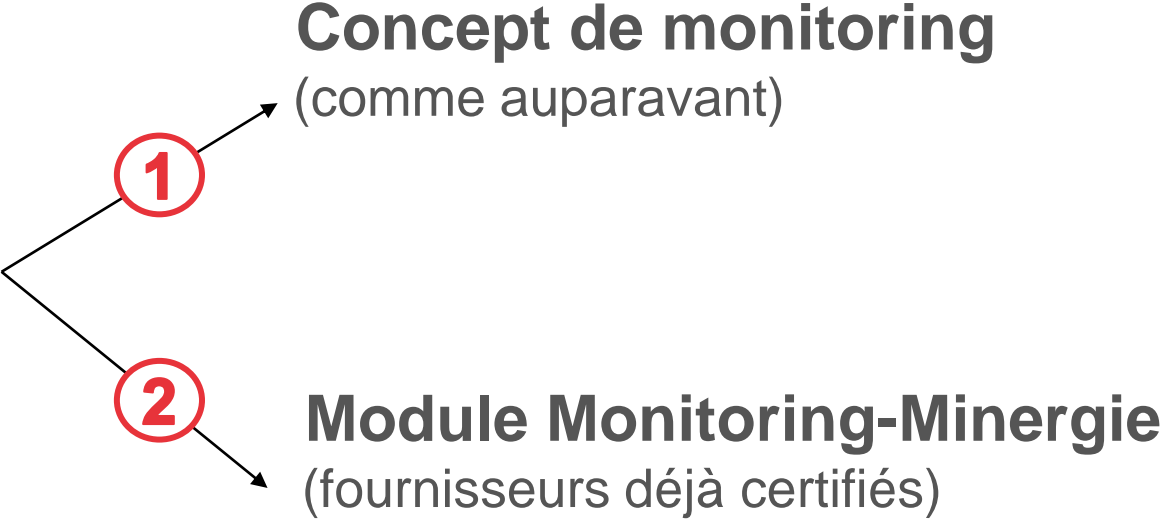 Concept de monitoring
(comme auparavant)
1
2
Module Monitoring-Minergie
(fournisseurs déjà certifiés)